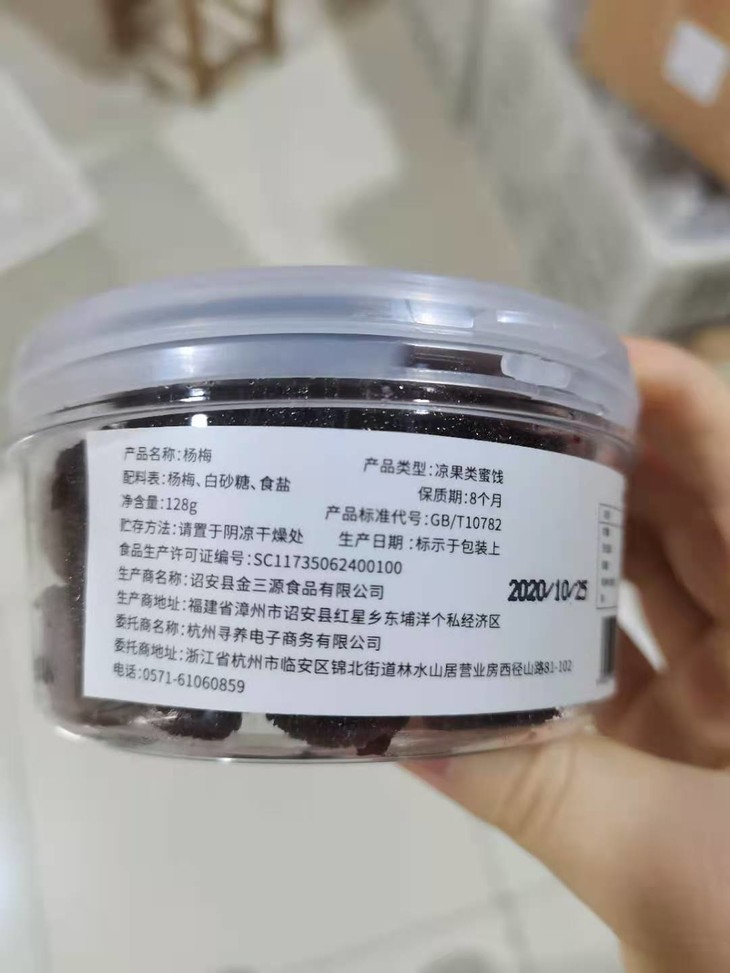 产品名称:杨梅
产品类型:凉果类蜜饯
配料表:杨梅、白砂糖、食盐
保质期:8个月
净含量:128g
产品标准代号:GB/T10782
贮存方法:请置于阴凉干燥处
生产日期:标示于包装上
食品生产许可证编号:SC11735062400100
2020/10/25
生产商名称:诏安县金三源食品有限公司
生产商地址:福建省漳州市诏安县红星乡东埔洋个私经济区
委托商名称:杭州寻养电子商务有限公司
委托商地址:浙江省杭州市临安区锦北街道林水山居营业房西径山路81-102
电话:0571-61060859